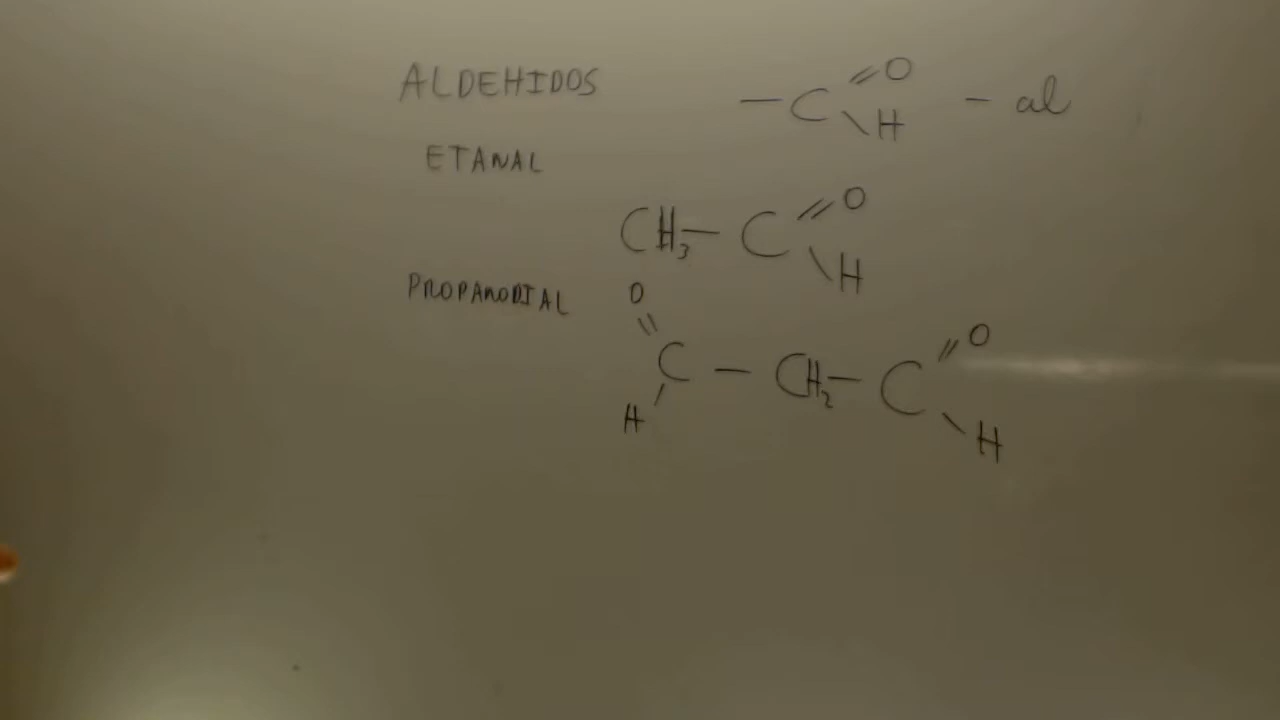 ALDEHIDOS
— C =O \H - al
ETANAL
CH₃— C =O \H
PROPANODIAL
O= C /H — CH₂— C =O \H